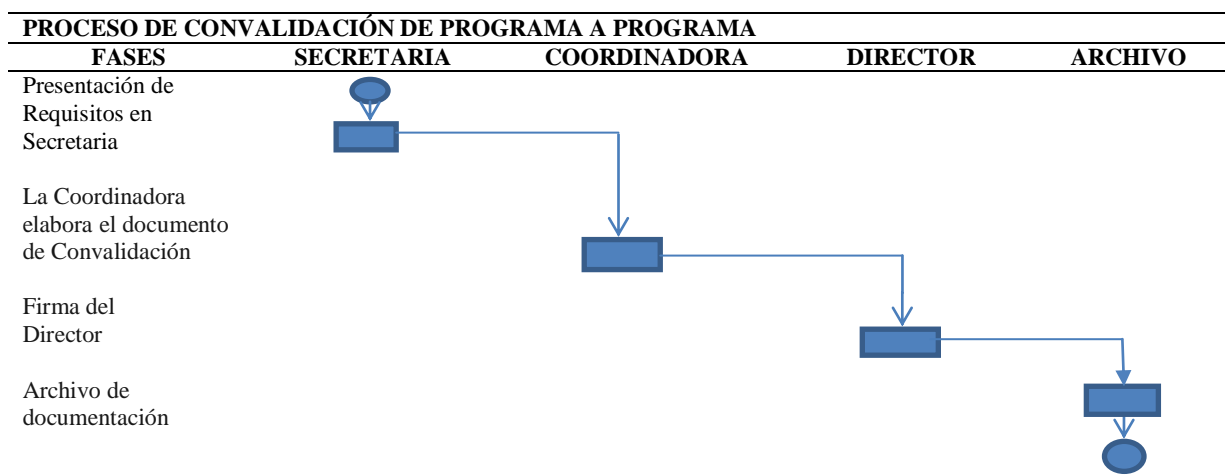 PROCESO DE CONVALIDACIÓN DE PROGRAMA A PROGRAMA
FASES SECRETARIA COORDINADORA DIRECTOR ARCHIVO
Presentación de
Requisitos en
Secretaria
La Coordinadora
elabora el documento
de Convalidación
Firma del
Director
Archivo de
documentación